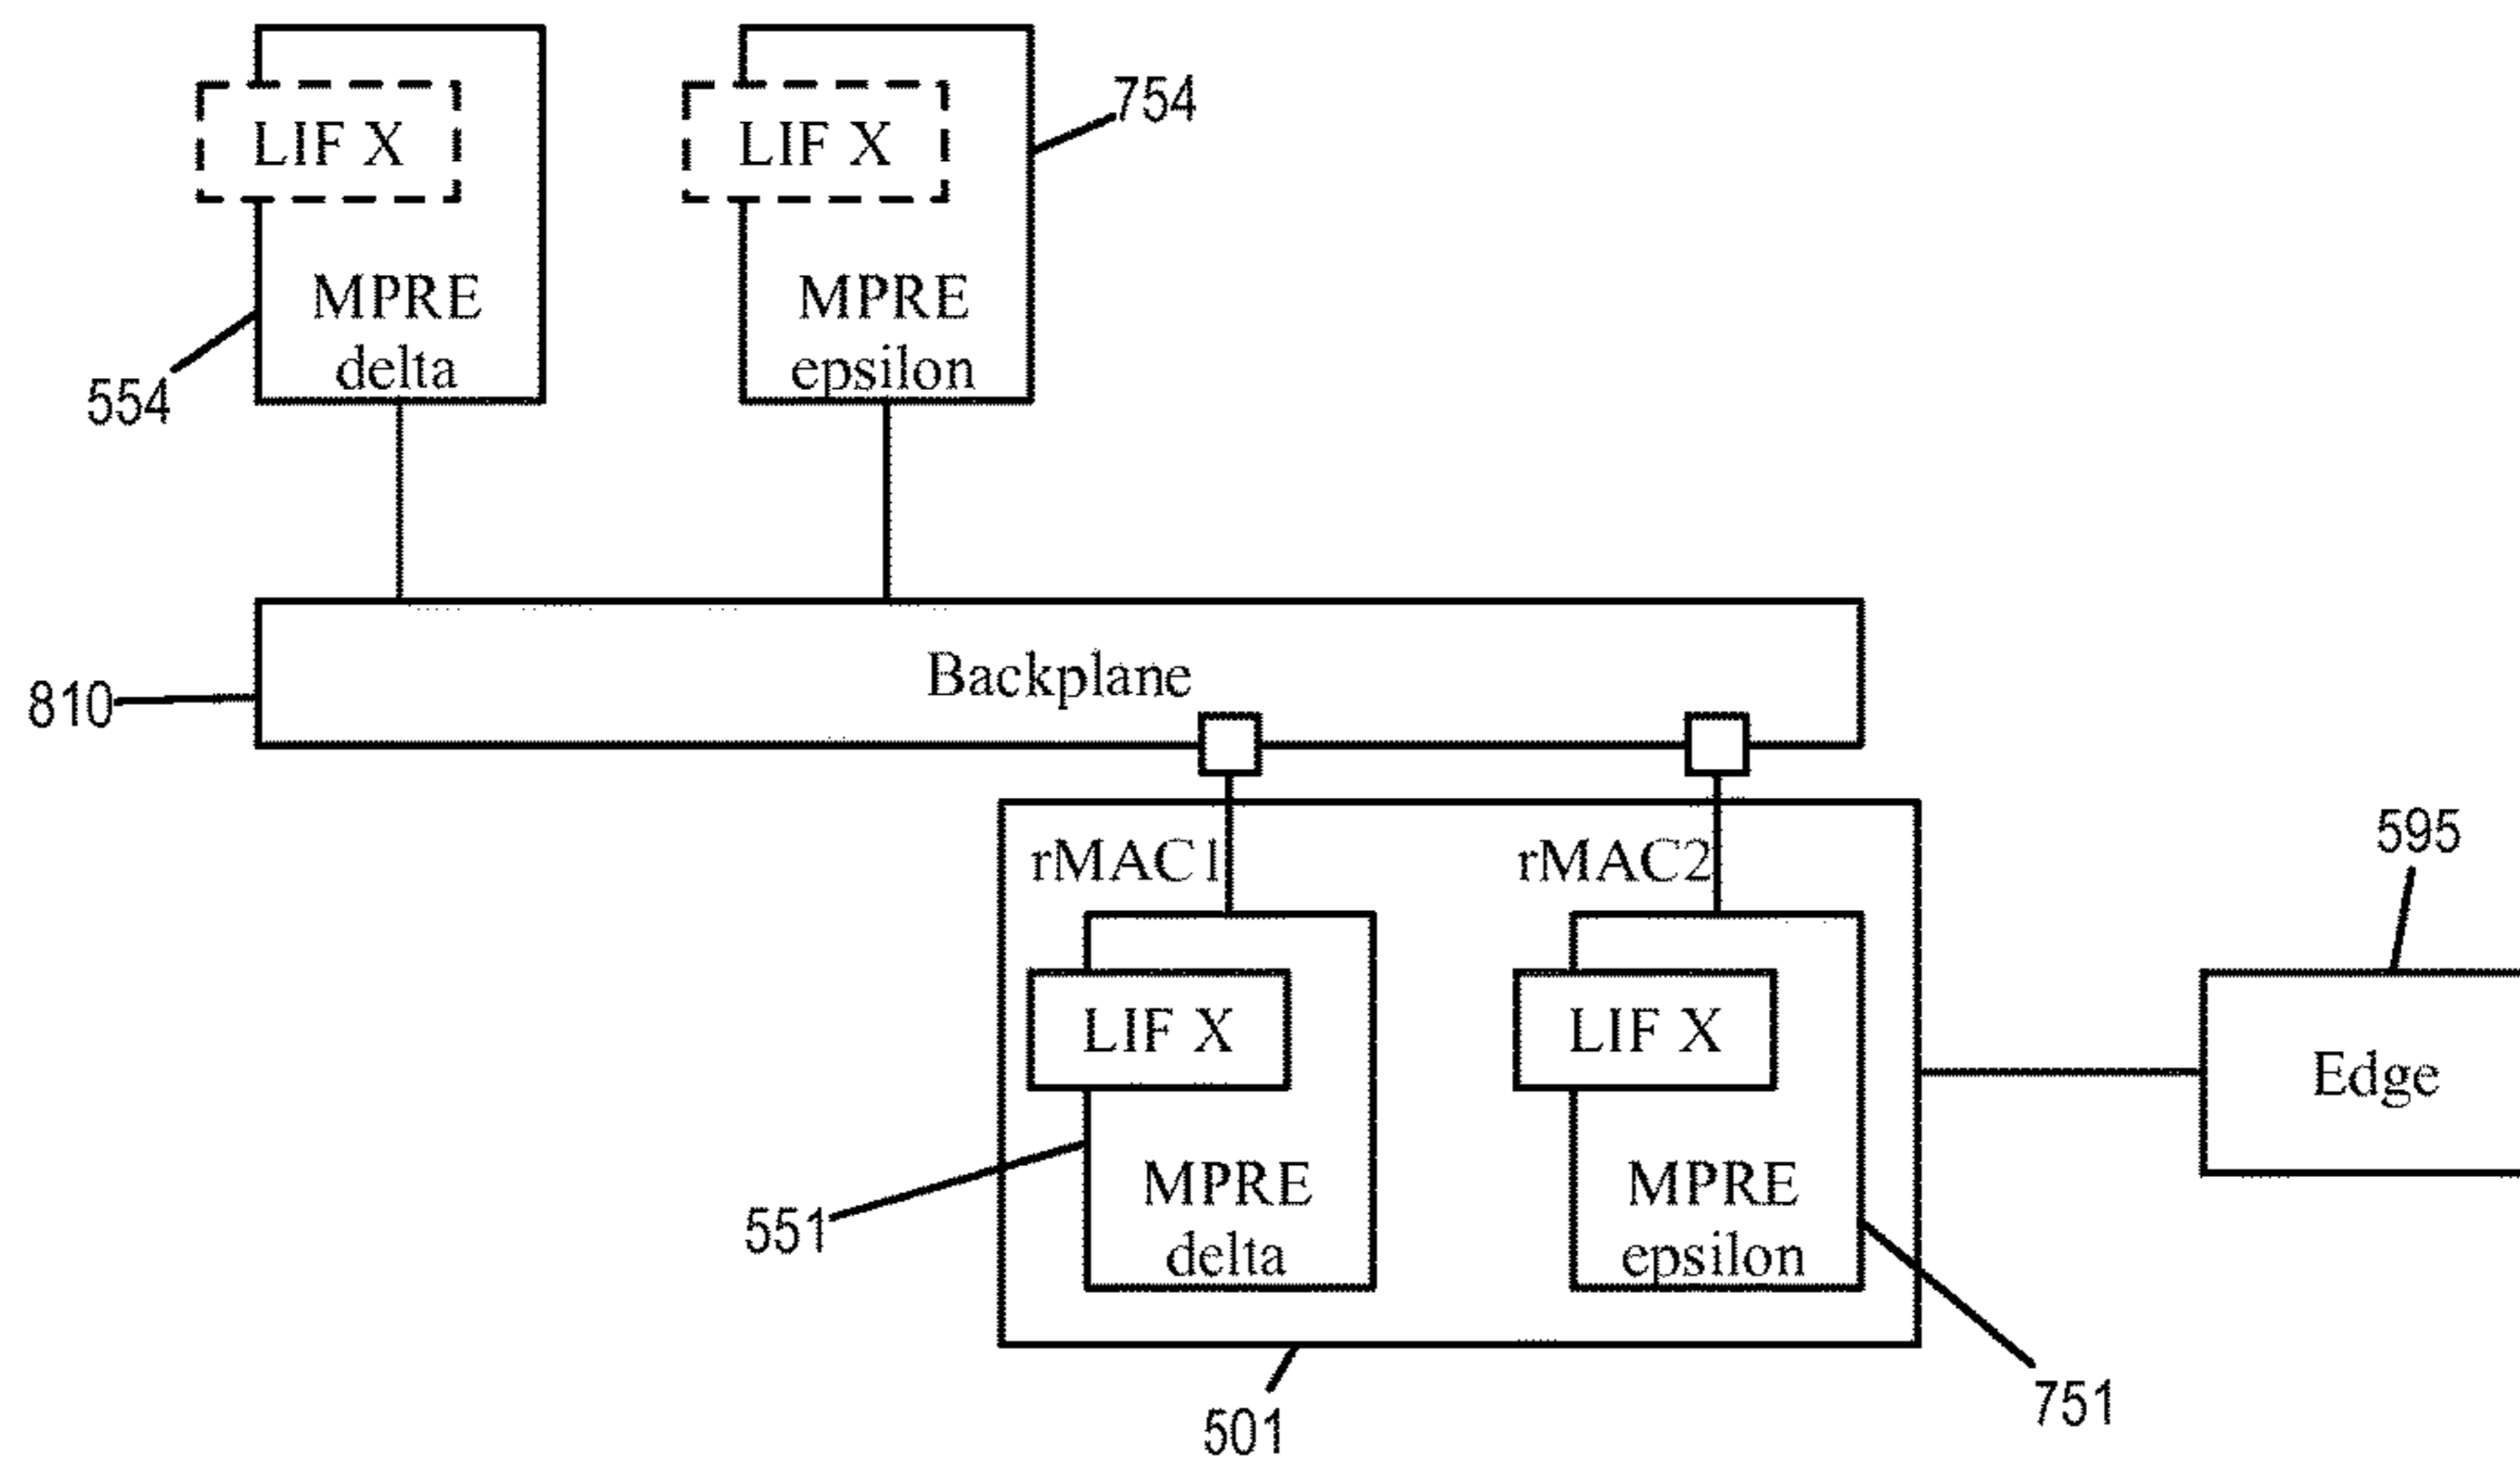 LIF X
MPRE
delta
554
LIF X
MPRE
epsilon
754
Backplane
810
rMAC1
LIF X
MPRE
delta
551
rMAC2
LIF X
MPRE
epsilon
751
501
595
Edge